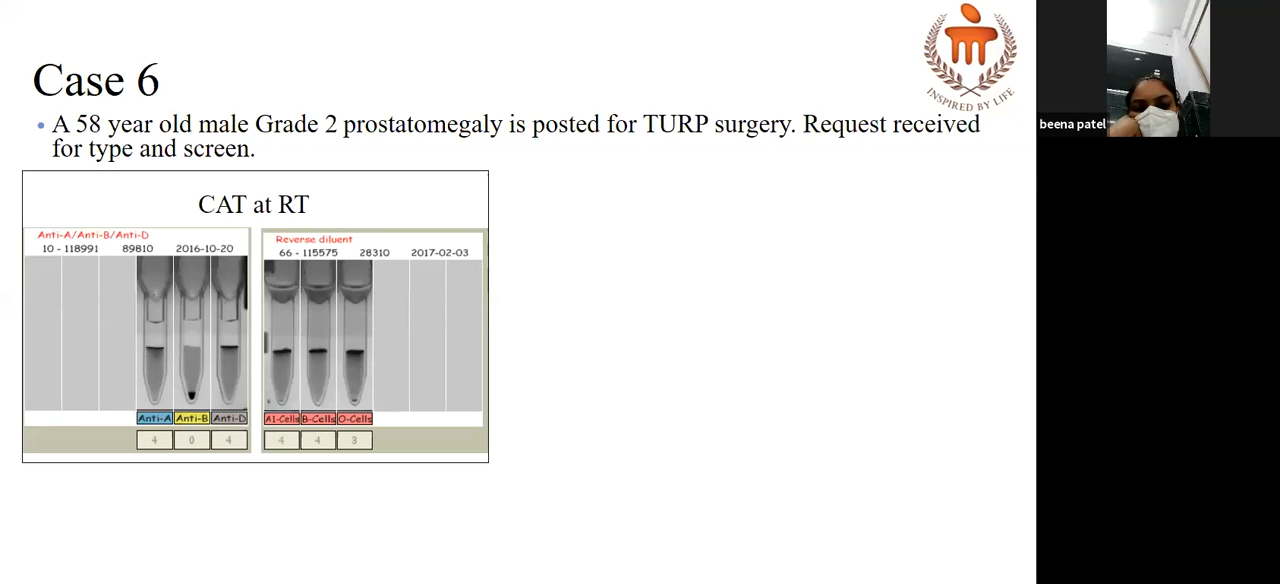 INSPIRED BY LIFE
Case 6
• A 58 year old male Grade 2 prostatomegaly is posted for TURP surgery. Request received
for type and screen.
CAT at RT
Anti-A/Anti-B/Anti-D
10 - 118991 89810 2016-10-20
Anti-A Anti-B Anti-D
4 0 4
Reverse diluent
66 - 115575 28310 2017-02-03
A1-Cells B-Cells O-Cells
4 4 3
beena patel